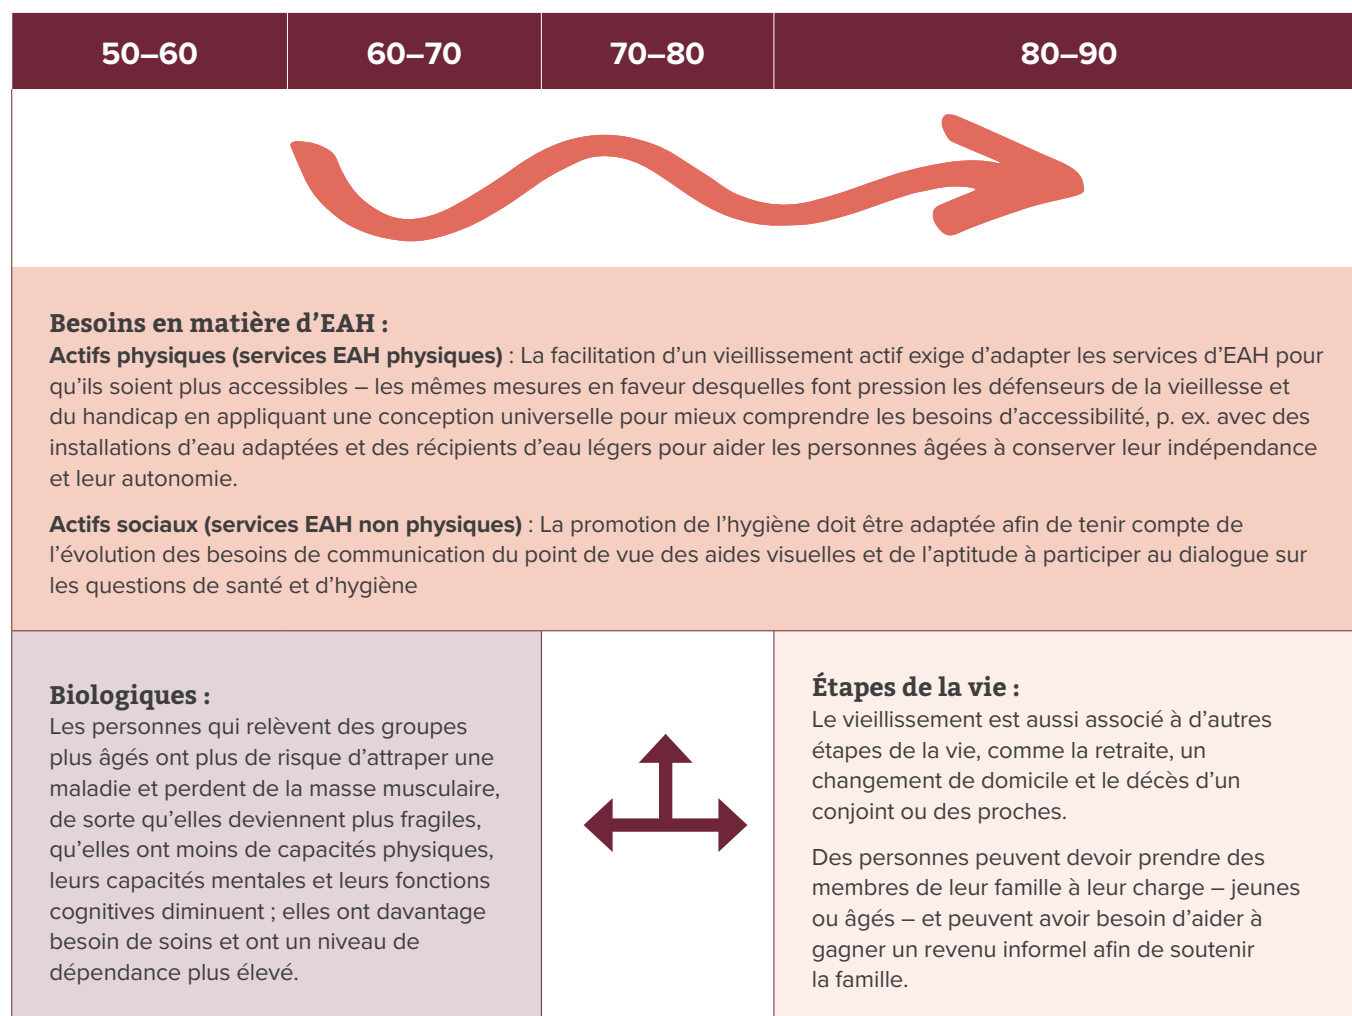 50–60
60–70
70–80
80–90
Besoins en matière d’EAH :
Actifs physiques (services EAH physiques) : La facilitation d’un vieillissement actif exige d’adapter les services d’EAH pour
qu’ils soient plus accessibles – les mêmes mesures en faveur desquelles font pression les défenseurs de la vieillesse et
du handicap en appliquant une conception universelle pour mieux comprendre les besoins d’accessibilité, p. ex. avec des
installations d’eau adaptées et des récipients d’eau légers pour aider les personnes âgées à conserver leur indépendance
et leur autonomie.
Actifs sociaux (services EAH non physiques) : La promotion de l’hygiène doit être adaptée afin de tenir compte de
l’évolution des besoins de communication du point de vue des aides visuelles et de l’aptitude à participer au dialogue sur
les questions de santé et d’hygiène
Biologiques :
Les personnes qui relèvent des groupes
plus âgés ont plus de risque d’attraper une
maladie et perdent de la masse musculaire,
de sorte qu’elles deviennent plus fragiles,
qu’elles ont moins de capacités physiques,
leurs capacités mentales et leurs fonctions
cognitives diminuent ; elles ont davantage
besoin de soins et ont un niveau de
dépendance plus élevé.
Étapes de la vie :
Le vieillissement est aussi associé à d’autres
étapes de la vie, comme la retraite, un
changement de domicile et le décès d’un
conjoint ou des proches.
Des personnes peuvent devoir prendre des
membres de leur famille à leur charge – jeunes
ou âgés – et peuvent avoir besoin d’aider à
gagner un revenu informel afin de soutenir
la famille.